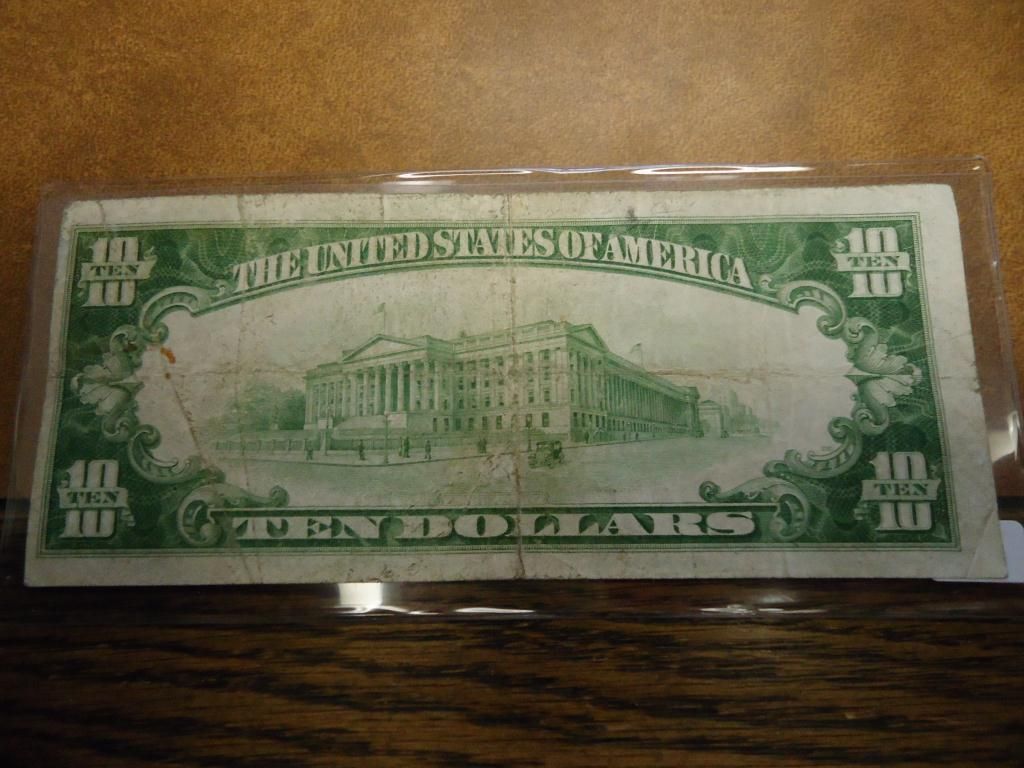 THE UNITED STATES OF AMERICA
10 10
TEN TEN
10 10
10 10
TEN TEN
10 10
TEN DOLLARS